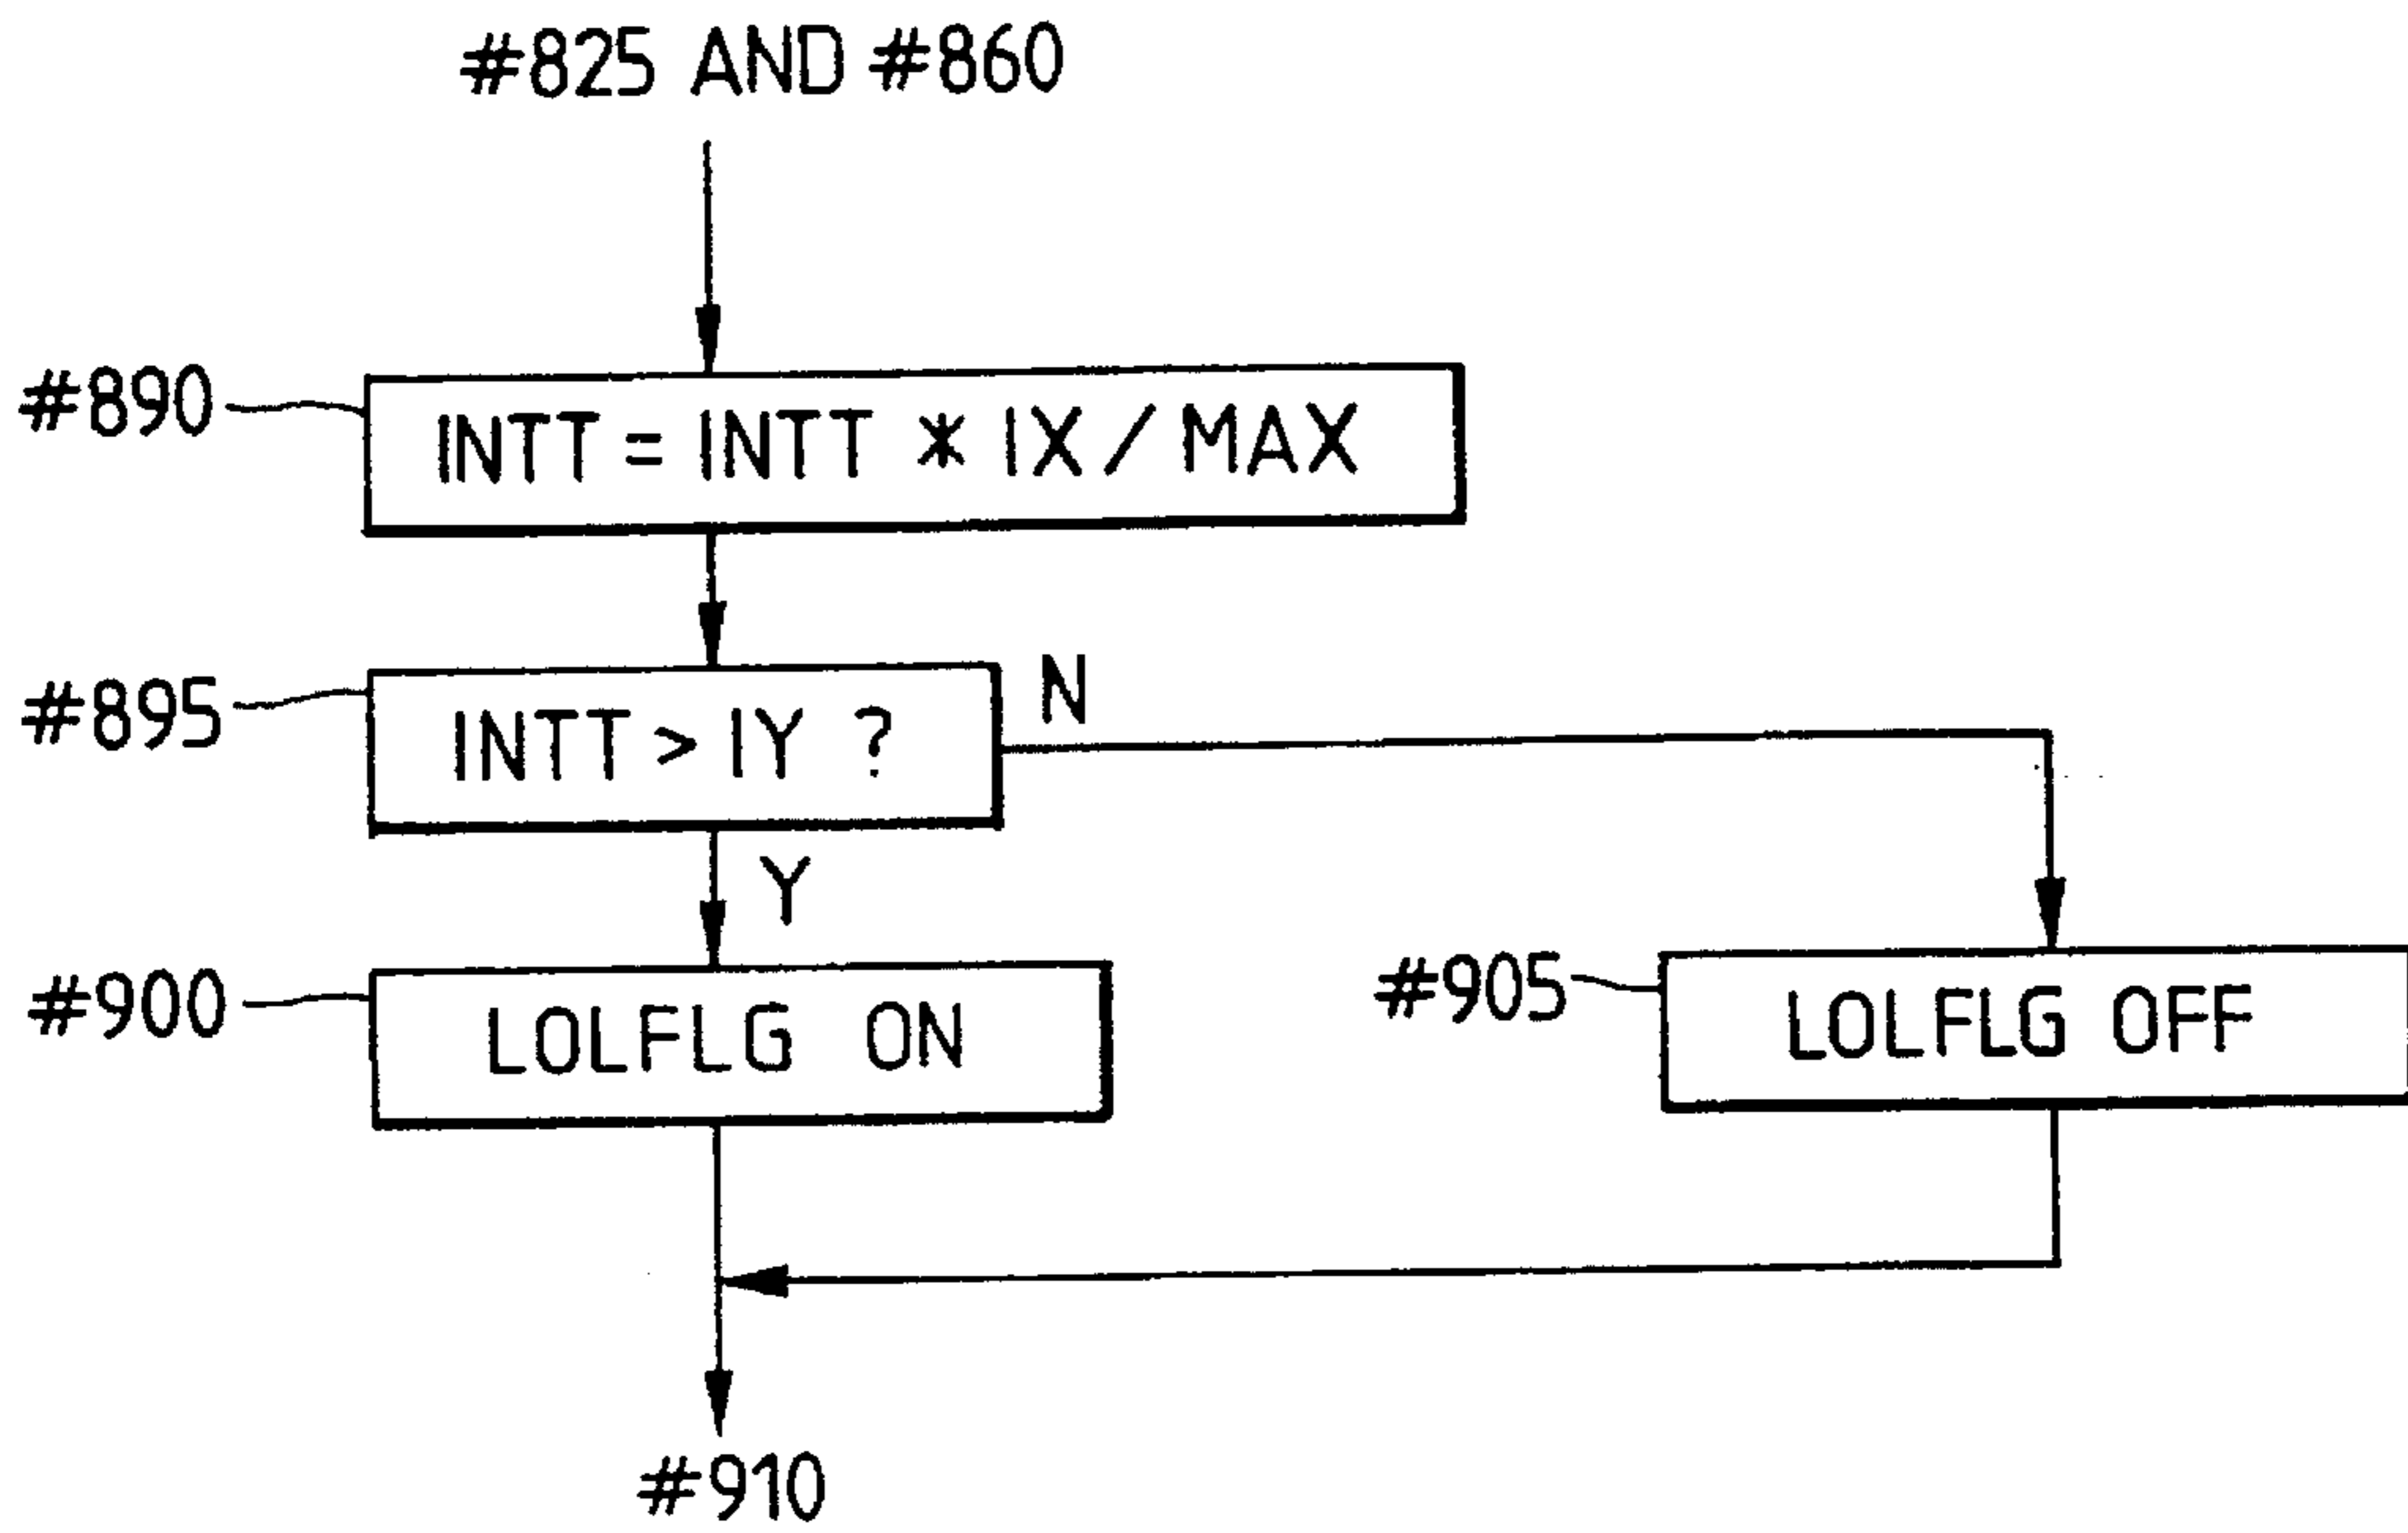 #825 AND #860
#890
INTT = INTT * IX / MAX
#895
INTT > IY ?
N
Y
#900
LOLFLG ON
#905
LOLFLG OFF
#910